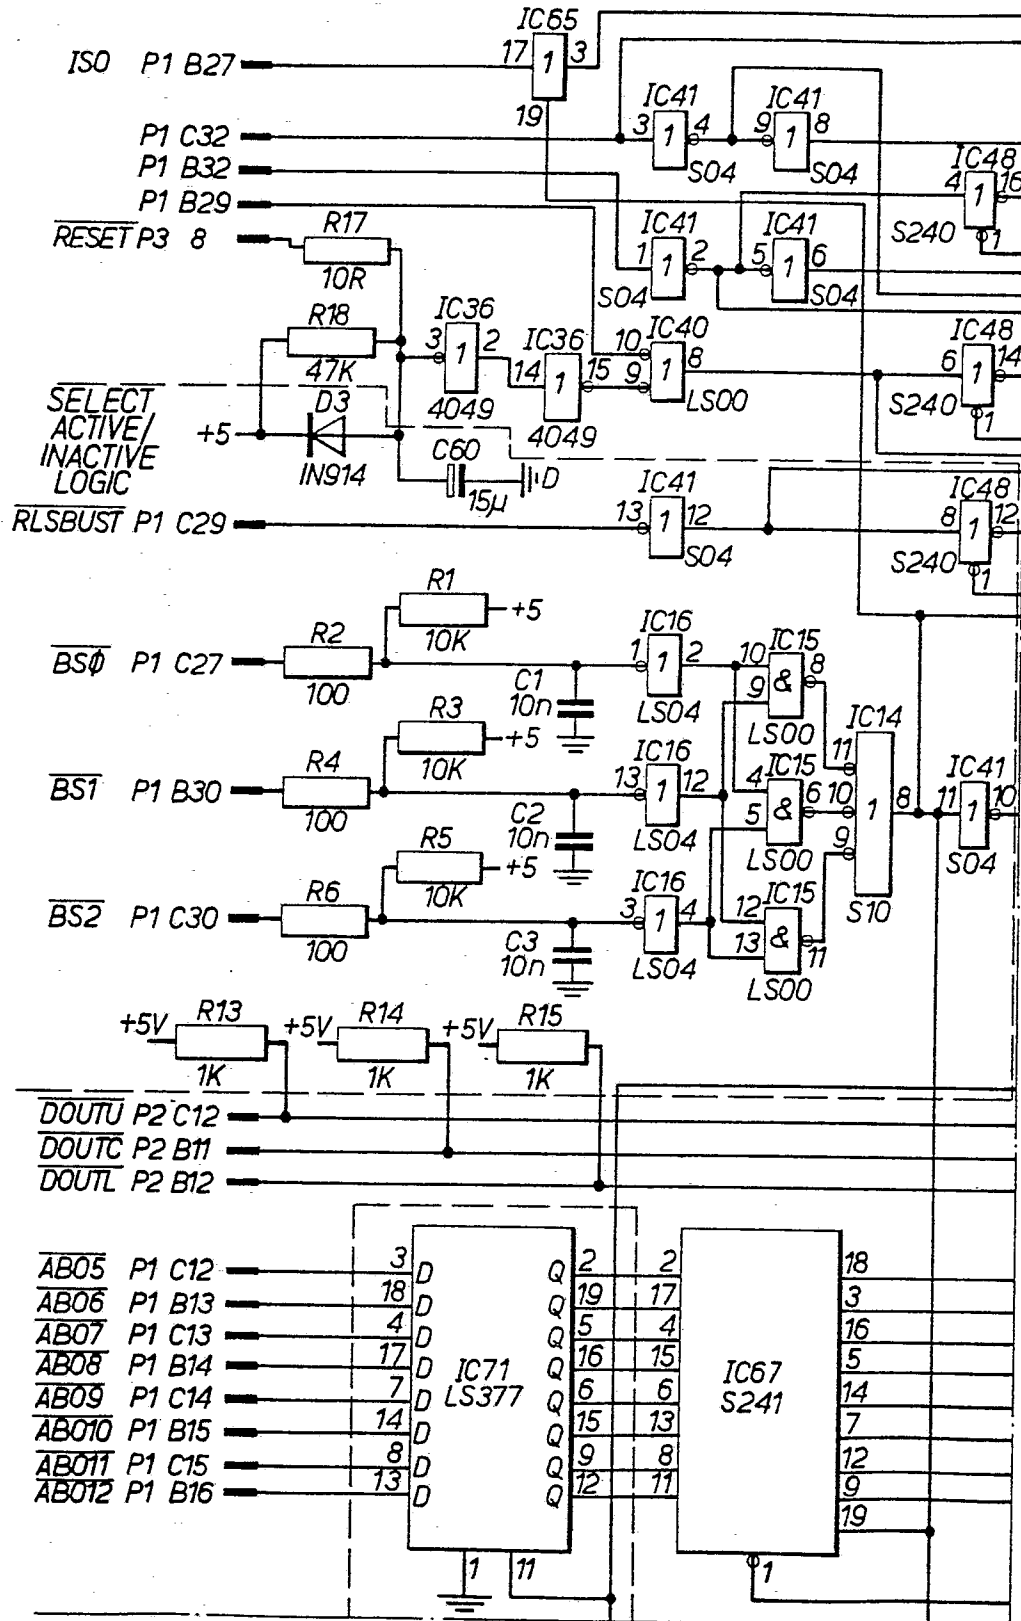 IC65
ISO P1 B27 17 1 3
19
IC41 IC41
P1 C32 3 1 4 9 1 8
S04 S04
P1 B32
IC48
4 1 16
S240 1
P1 B29
RESET P3 8
R17
10R
IC41 IC41
1 1 2 5 1 6
S04 S04
R18
47K
IC36
3 1 2
4049
IC36
14 1 15
4049
IC40
10 1 8
9
LS00
IC48
6 1 14
S240 1
SELECT
ACTIVE/
INACTIVE
LOGIC
+5
D3
IN914
C60
15µ
D
RLSBUST P1 C29
IC41
13 1 12
S04
IC48
8 1 12
S240 1
R1
+5
10K
BSØ P1 C27
R2
100
C1
10n
IC16
1 1 2
LS04
IC15
10 8
9 &
LS00
R3
+5
10K
BS1 P1 B30
R4
100
C2
10n
IC16
13 1 12
LS04
IC15
4
5 & 6
LS00
IC14
11
10 1 8
9
S10
IC41
11 1 10
S04
R5
+5
10K
BS2 P1 C30
R6
100
C3
10n
IC16
3 1 4
LS04
IC15
12
13 & 11
LS00
+5V R13 +5V R14 +5V R15
1K 1K 1K
DOUTU P2 C12
DOUTC P2 B11
DOUTL P2 B12
AB05 P1 C12 3 D Q 2 2 18
AB06 P1 B13 18 D Q 19 17 3
AB07 P1 C13 4 D Q 5 4 16
AB08 P1 B14 17 D Q 16 15 5
AB09 P1 C14 7 D Q 6 6 14
AB010 P1 B15 14 D Q 15 13 7
AB011 P1 C15 8 D Q 9 8 12
AB012 P1 B16 13 D Q 12 11 9
19
IC71
LS377
IC67
S241
1 11 1